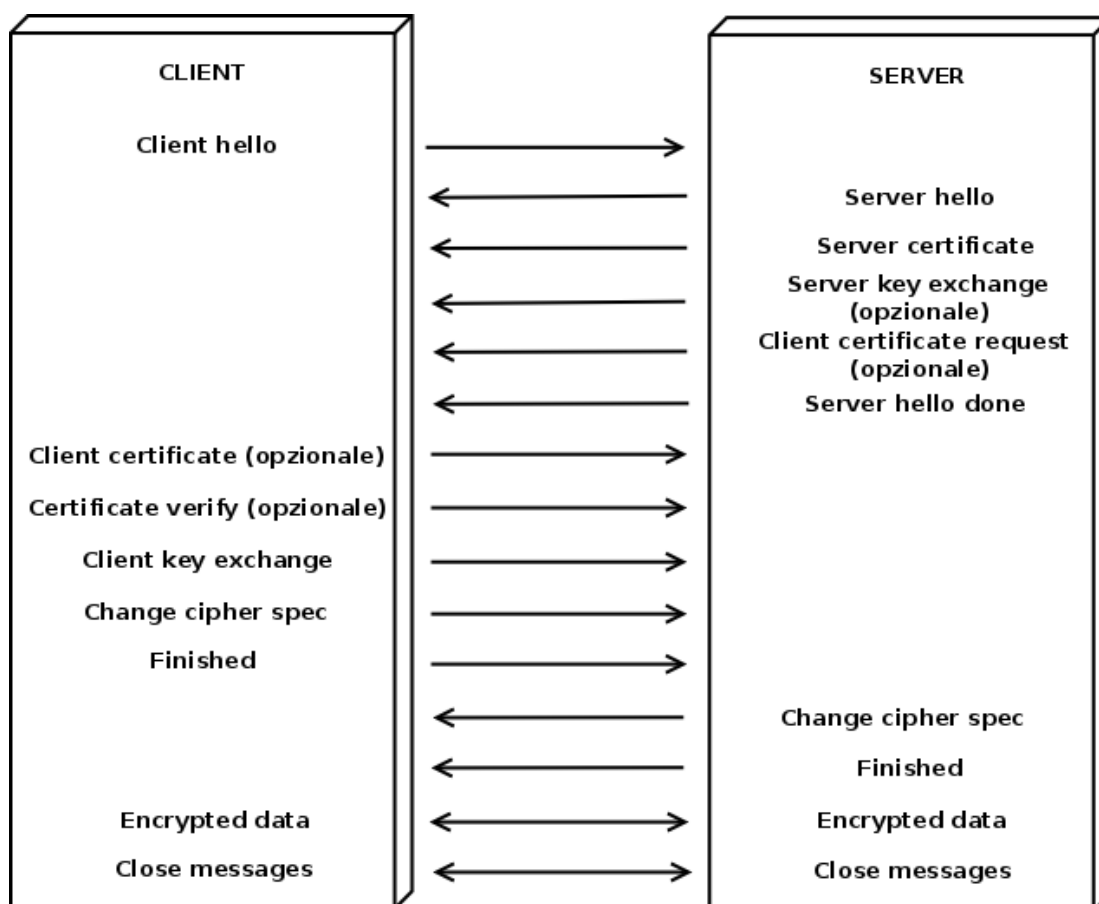 CLIENT
SERVER
Client hello
Server hello
Server certificate
Server key exchange
(opzionale)
Client certificate request
(opzionale)
Server hello done
Client certificate (opzionale)
Certificate verify (opzionale)
Client key exchange
Change cipher spec
Finished
Change cipher spec
Finished
Encrypted data
Encrypted data
Close messages
Close messages